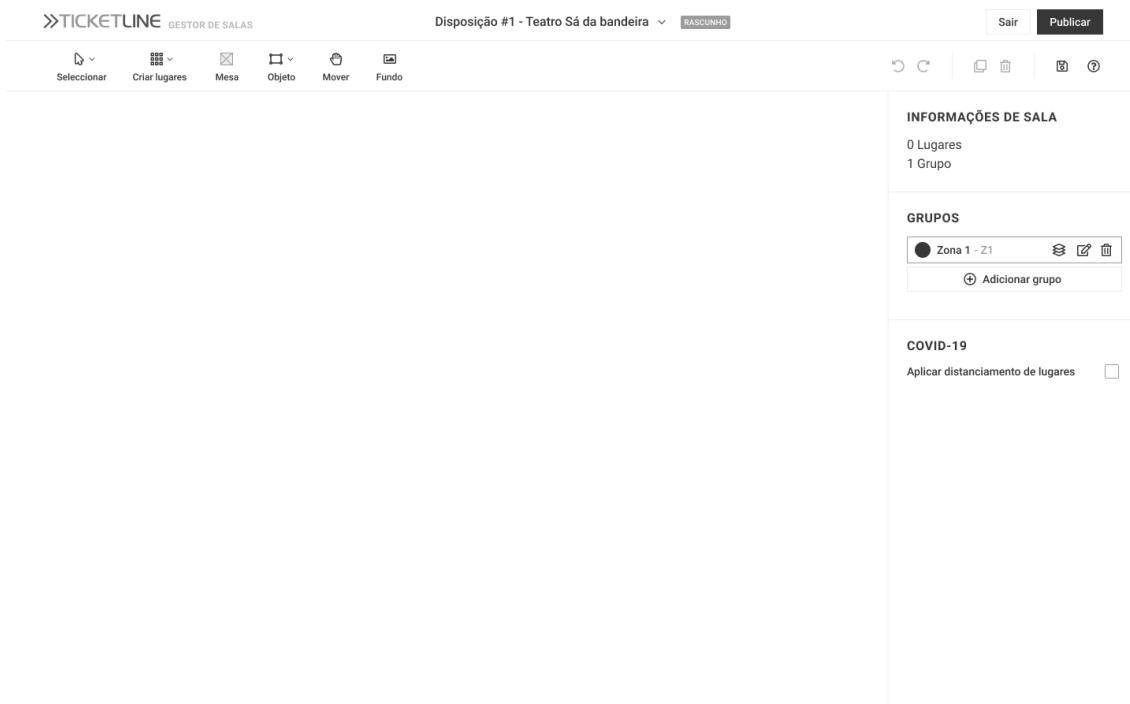 TICKETLINE GESTOR DE SALAS
Disposição #1 - Teatro Sá da bandeira
RASCUNHO
Sair
Publicar
Seleccionar
Criar lugares
Mesa
Objeto
Mover
Fundo
INFORMAÇÕES DE SALA
0 Lugares
1 Grupo
GRUPOS
Zona 1 - Z1
Adicionar grupo
COVID-19
Aplicar distanciamento de lugares